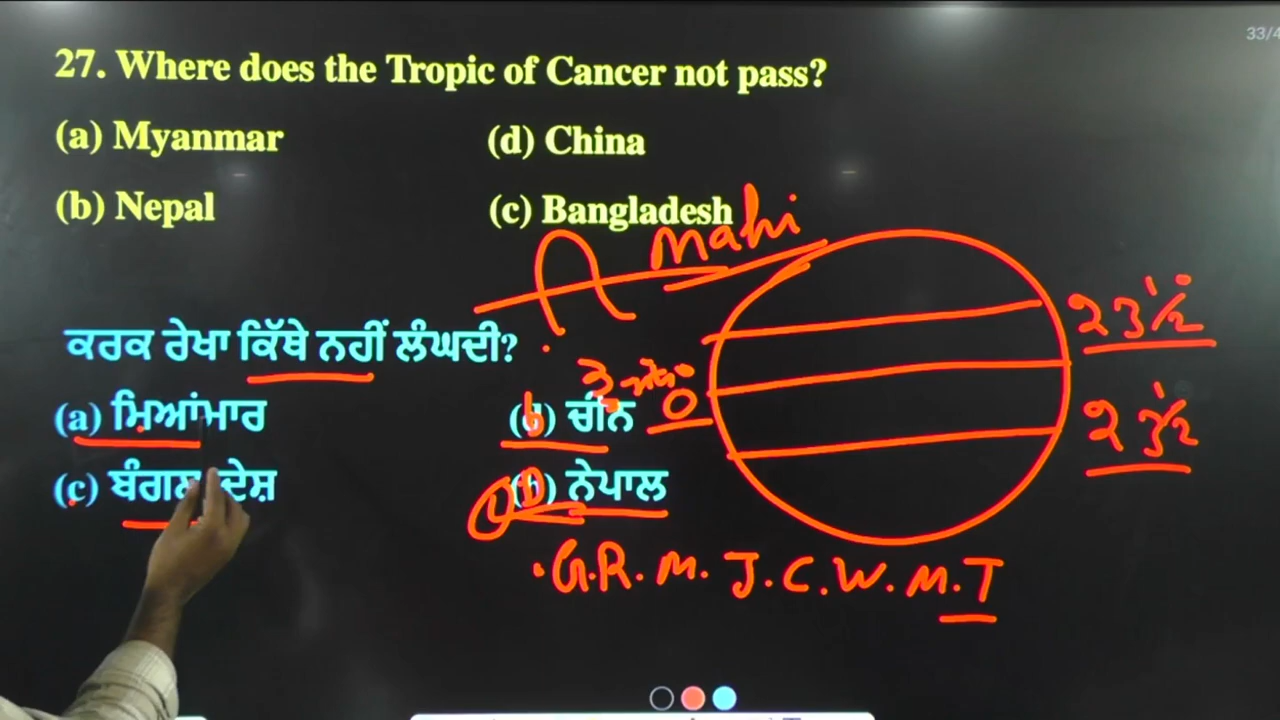 33/4
27. Where does the Tropic of Cancer not pass?
(a) Myanmar (d) China
(b) Nepal (c) Bangladesh
Mahi
ਕਰਕ ਰੇਖਾ ਕਿੱਥੇ ਨਹੀਂ ਲੰਘਦੀ? 23½°
(a) ਮਿਆਂਮਾਰ (d) ਚੀਨ 0
(c) ਦੇਸ਼ (b) ਨੇਪਾਲ 23½
.G.R.M.J.C.W.M.T